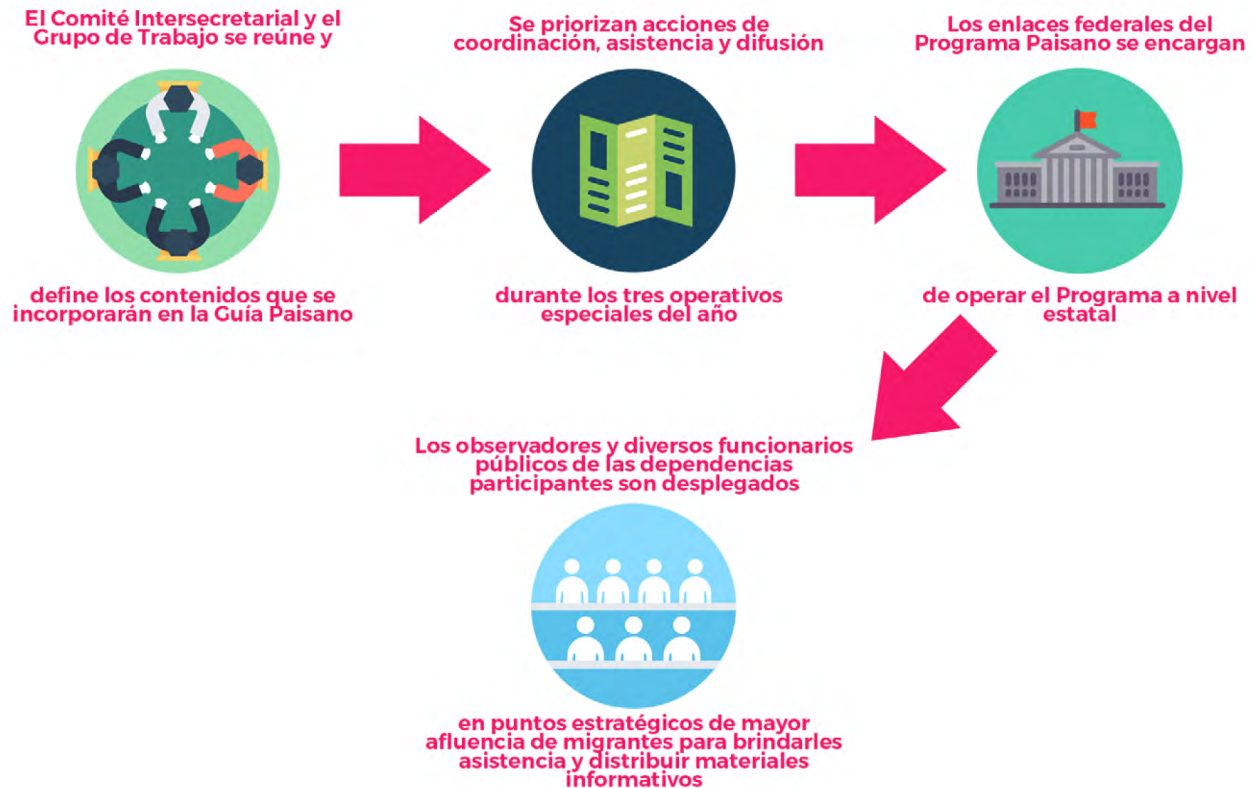 El Comité Intersecretarial y el
Grupo de Trabajo se reúne y
define los contenidos que se
incorporarán en la Guía Paisano
Se priorizan acciones de
coordinación, asistencia y difusión
durante los tres operativos
especiales del año
Los enlaces federales del
Programa Paisano se encargan
de operar el Programa a nivel
estatal
Los observadores y diversos funcionarios
públicos de las dependencias
participantes son desplegados
en puntos estratégicos de mayor
afluencia de migrantes para brindarles
asistencia y distribuir materiales
informativos